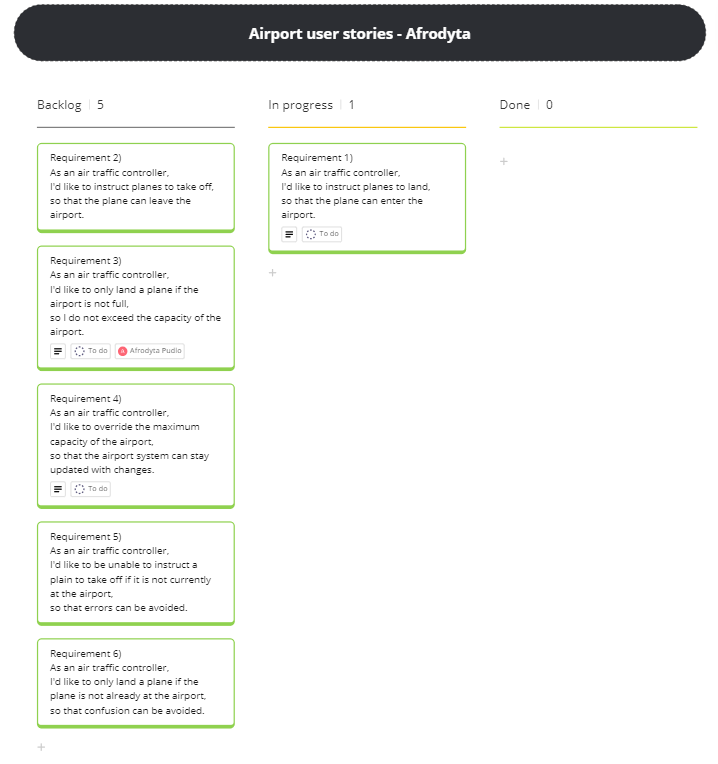 Airport user stories - Afrodyta
Backlog | 5
In progress | 1
Done | 0
Requirement 2)
As an air traffic controller,
I'd like to instruct planes to take off,
so that the plane can leave the
airport.
Requirement 3)
As an air traffic controller,
I'd like to only land a plane if the
airport is not full,
so I do not exceed the capacity of the
airport.
To do
a Afrodyta Pudlo
Requirement 4)
As an air traffic controller,
I'd like to override the maximum
capacity of the airport,
so that the airport system can stay
updated with changes.
To do
Requirement 5)
As an air traffic controller,
I'd like to be unable to instruct a
plain to take off if it is not currently
at the airport,
so that errors can be avoided.
Requirement 6)
As an air traffic controller,
I'd like to only land a plane if the
plane is not already at the airport,
so that confusion can be avoided.
+
Requirement 1)
As an air traffic controller,
I'd like to instruct planes to land,
so that the plane can enter the
airport.
To do
+
+